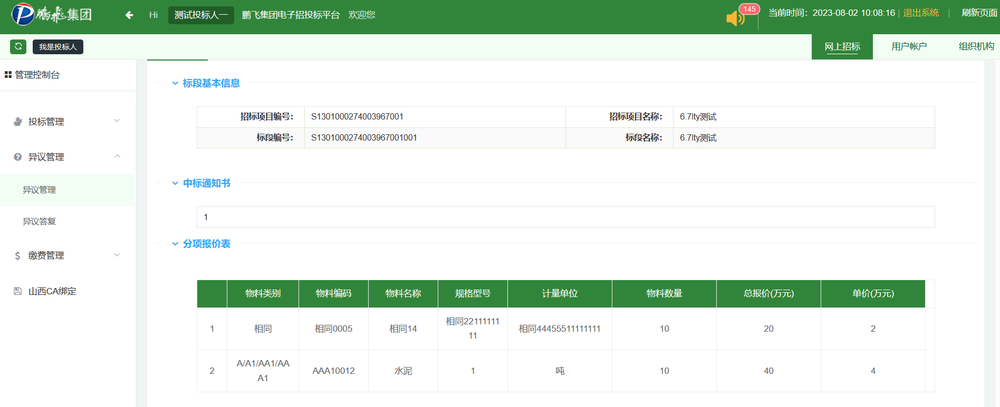 鹏飞集团
Hi 测试投标人一 鹏飞集团电子招投标平台 欢迎您
145
当前时间：2023-08-02 10:08:16 退出系统 刷新页面
我是投标人
网上招标 用户帐户 组织机构
管理控制台
投标管理
异议管理
异议管理
异议答复
缴费管理
山西CA绑定
标段基本信息
招标项目编号： S1301000274003967001 招标项目名称： 6.7lty测试
标段编号： S1301000274003967001001 标段名称： 6.7lty测试
中标通知书
1
分项报价表
物料类别 物料编码 物料名称 规格型号 计量单位 物料数量 总报价(万元) 单价(万元)
1 相同 相同0005 相同14 相同22111111
11 相同44455511111111 10 20 2
2 A/A1/AA1/AA
A1 AAA10012 水泥 1 吨 10 40 4